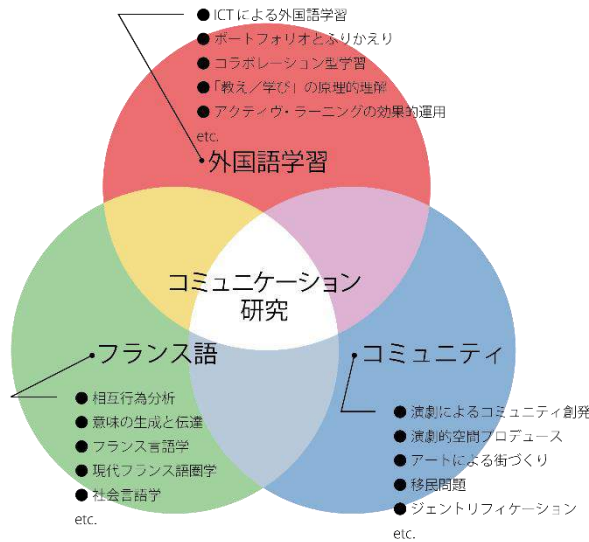 ● ICTによる外国語学習
● ポートフォリオとふりかえり
● コラボレーション型学習
● 「教え／学び」の原理的理解
● アクティヴ・ラーニングの効果的運用
etc.
外国語学習
コミュニケーション
研究
フランス語
● 相互行為分析
● 意味の生成と伝達
● フランス言語学
● 現代フランス語圏学
● 社会言語学
etc.
コミュニティ
● 演劇によるコミュニティ創発
● 演劇的空間プロデュース
● アートによる街づくり
● 移民問題
● ジェントリフィケーション
etc.